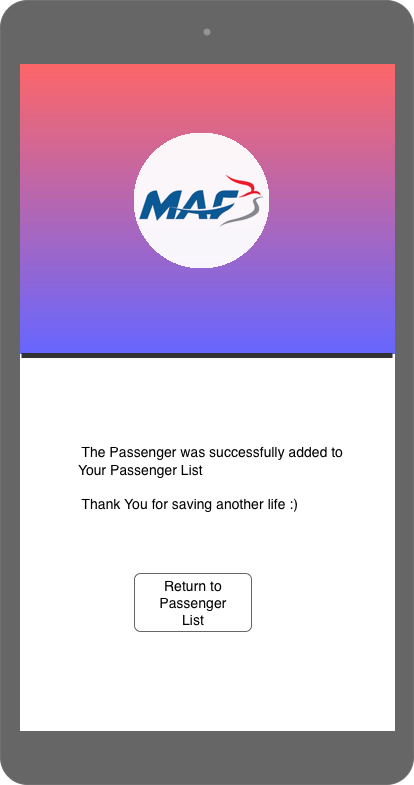 MAF
The Passenger was successfully added to
Your Passenger List
Thank You for saving another life :)
Return to
Passenger
List